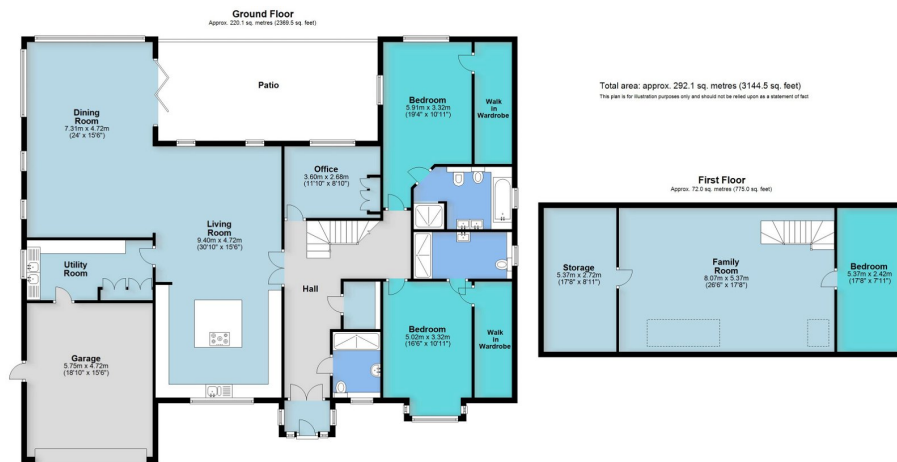 Ground Floor
Approx. 220.1 sq. metres (2369.5 sq. feet)
Patio
Dining
Room
7.31m x 4.72m
(24' x 15'6")
Bedroom
5.91m x 3.32m
(19'4" x 10'11")
Walk
in
Wardrobe
Office
3.60m x 2.68m
(11'10" x 8'10")
Living
Room
9.40m x 4.72m
(30'10" x 15'6")
Utility
Room
Hall
Garage
5.75m x 4.72m
(18'10" x 15'6")
Bedroom
5.02m x 3.32m
(16'6" x 10'11")
Walk
in
Wardrobe
Total area: approx. 292.1 sq. metres (3144.5 sq. feet)
This plan is for illustration purposes only and should not be relied upon as a statement of fact
First Floor
Approx. 72.0 sq. metres (775.0 sq. feet)
Storage
5.37m x 2.72m
(17'8" x 8'11")
Family
Room
8.07m x 5.37m
(26'6" x 17'8")
Bedroom
5.37m x 2.42m
(17'8" x 7'11")